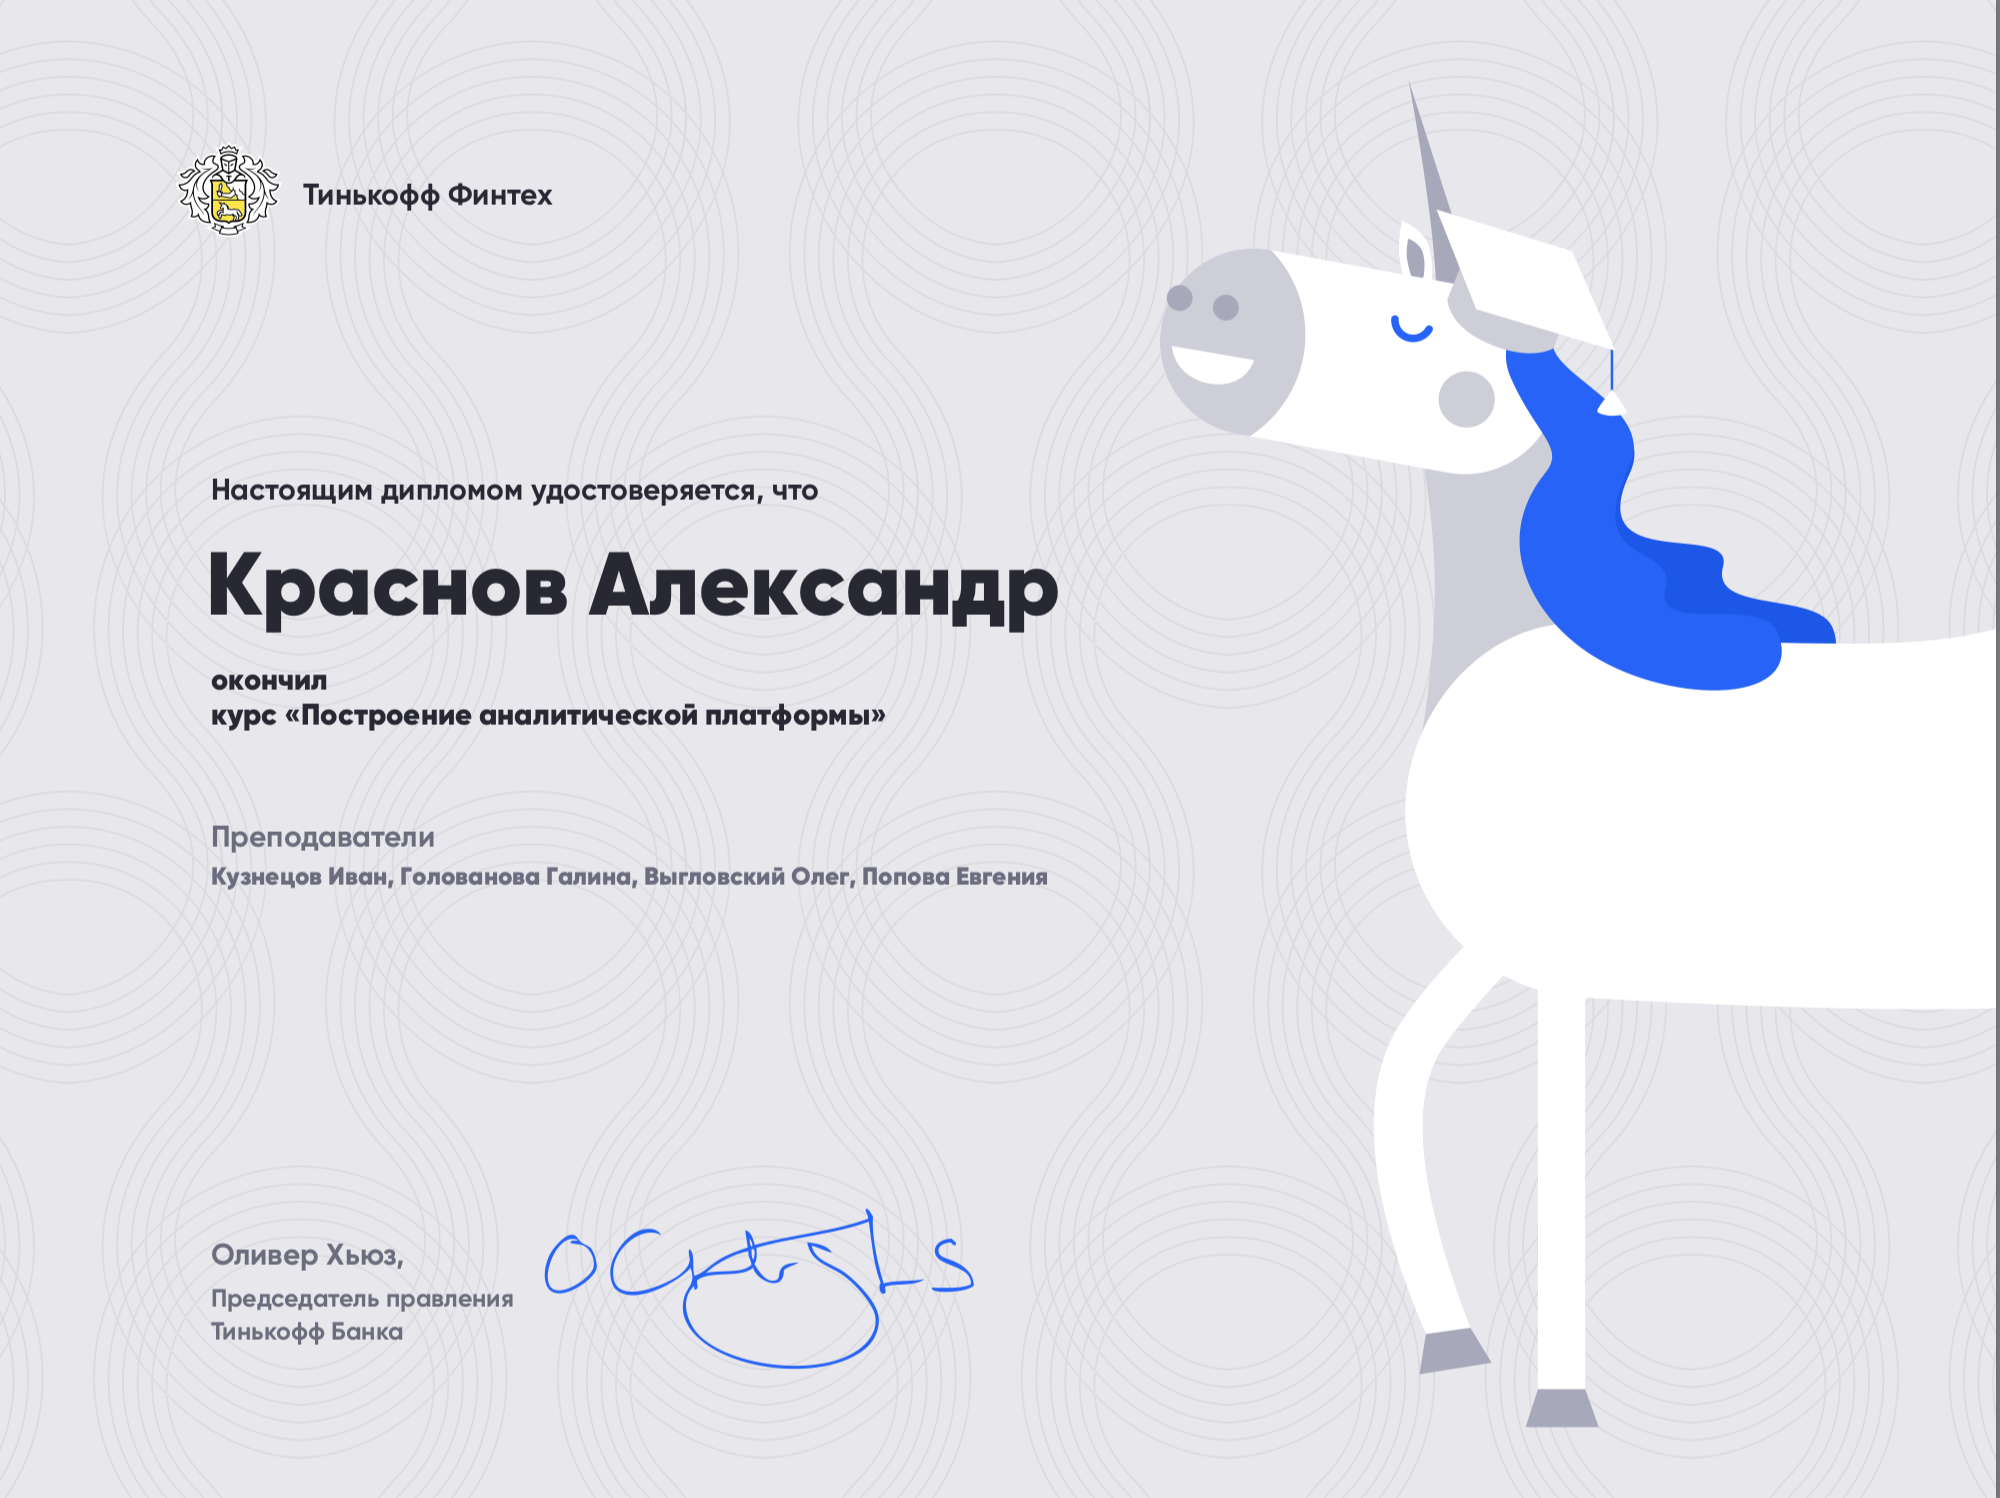 Тинькофф Финтех
Настоящим дипломом удостоверяется, что
Краснов Александр
окончил
курс «Построение аналитической платформы»
Преподаватели
Кузнецов Иван, Голованова Галина, Выгловский Олег, Попова Евгения
Оливер Хьюз,
Председатель правления
Тинькофф Банка